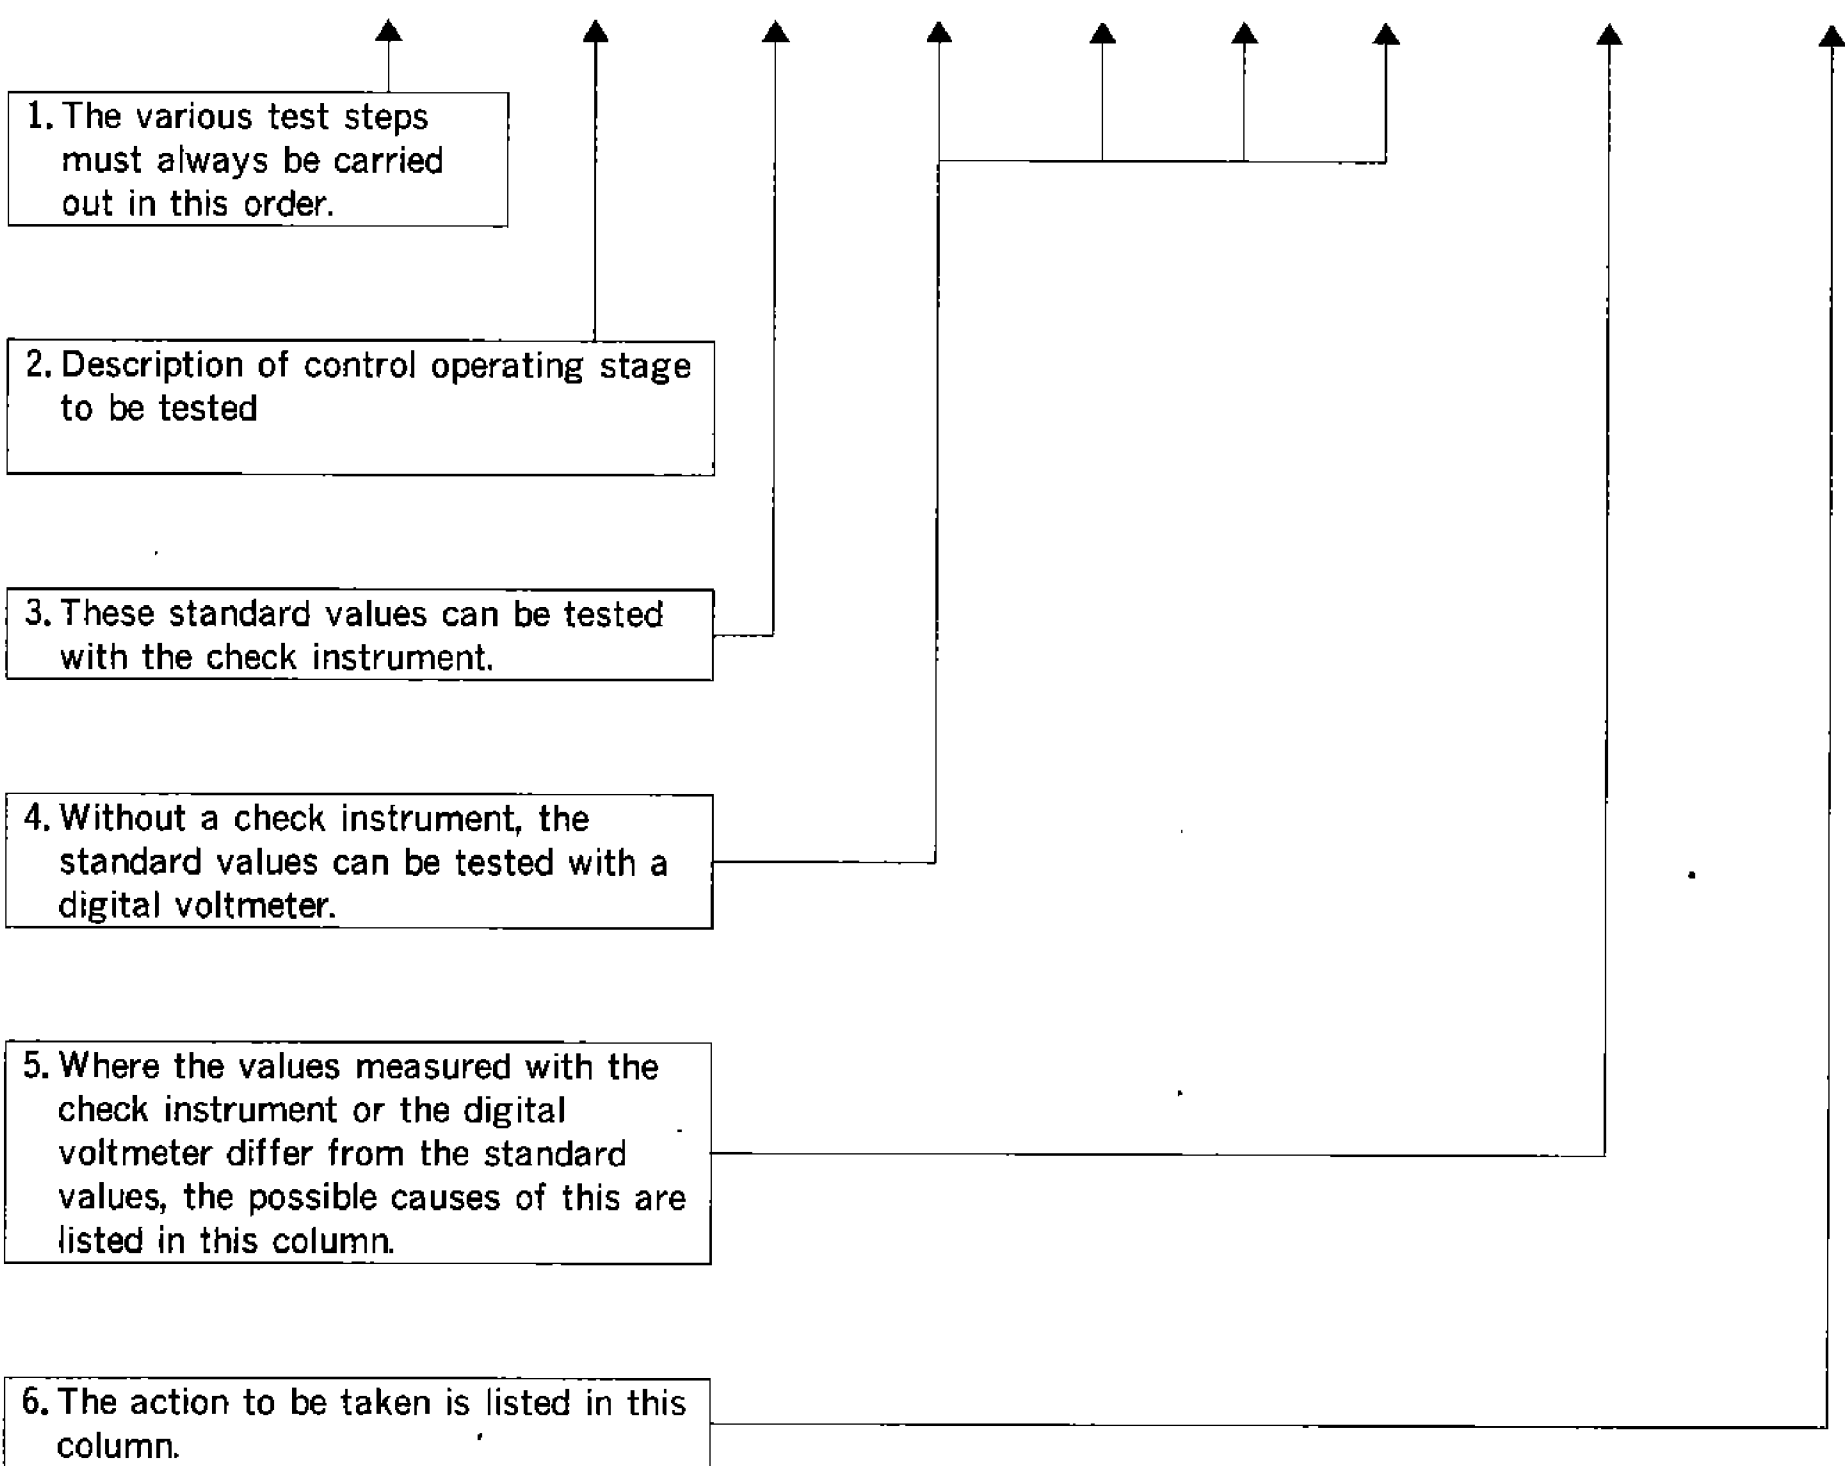 1. The various test steps
must always be carried
out in this order.
2. Description of control operating stage
to be tested
3. These standard values can be tested
with the check instrument.
4. Without a check instrument, the
standard values can be tested with a
digital voltmeter.
5. Where the values measured with the
check instrument or the digital
voltmeter differ from the standard
values, the possible causes of this are
listed in this column.
6. The action to be taken is listed in this
column.